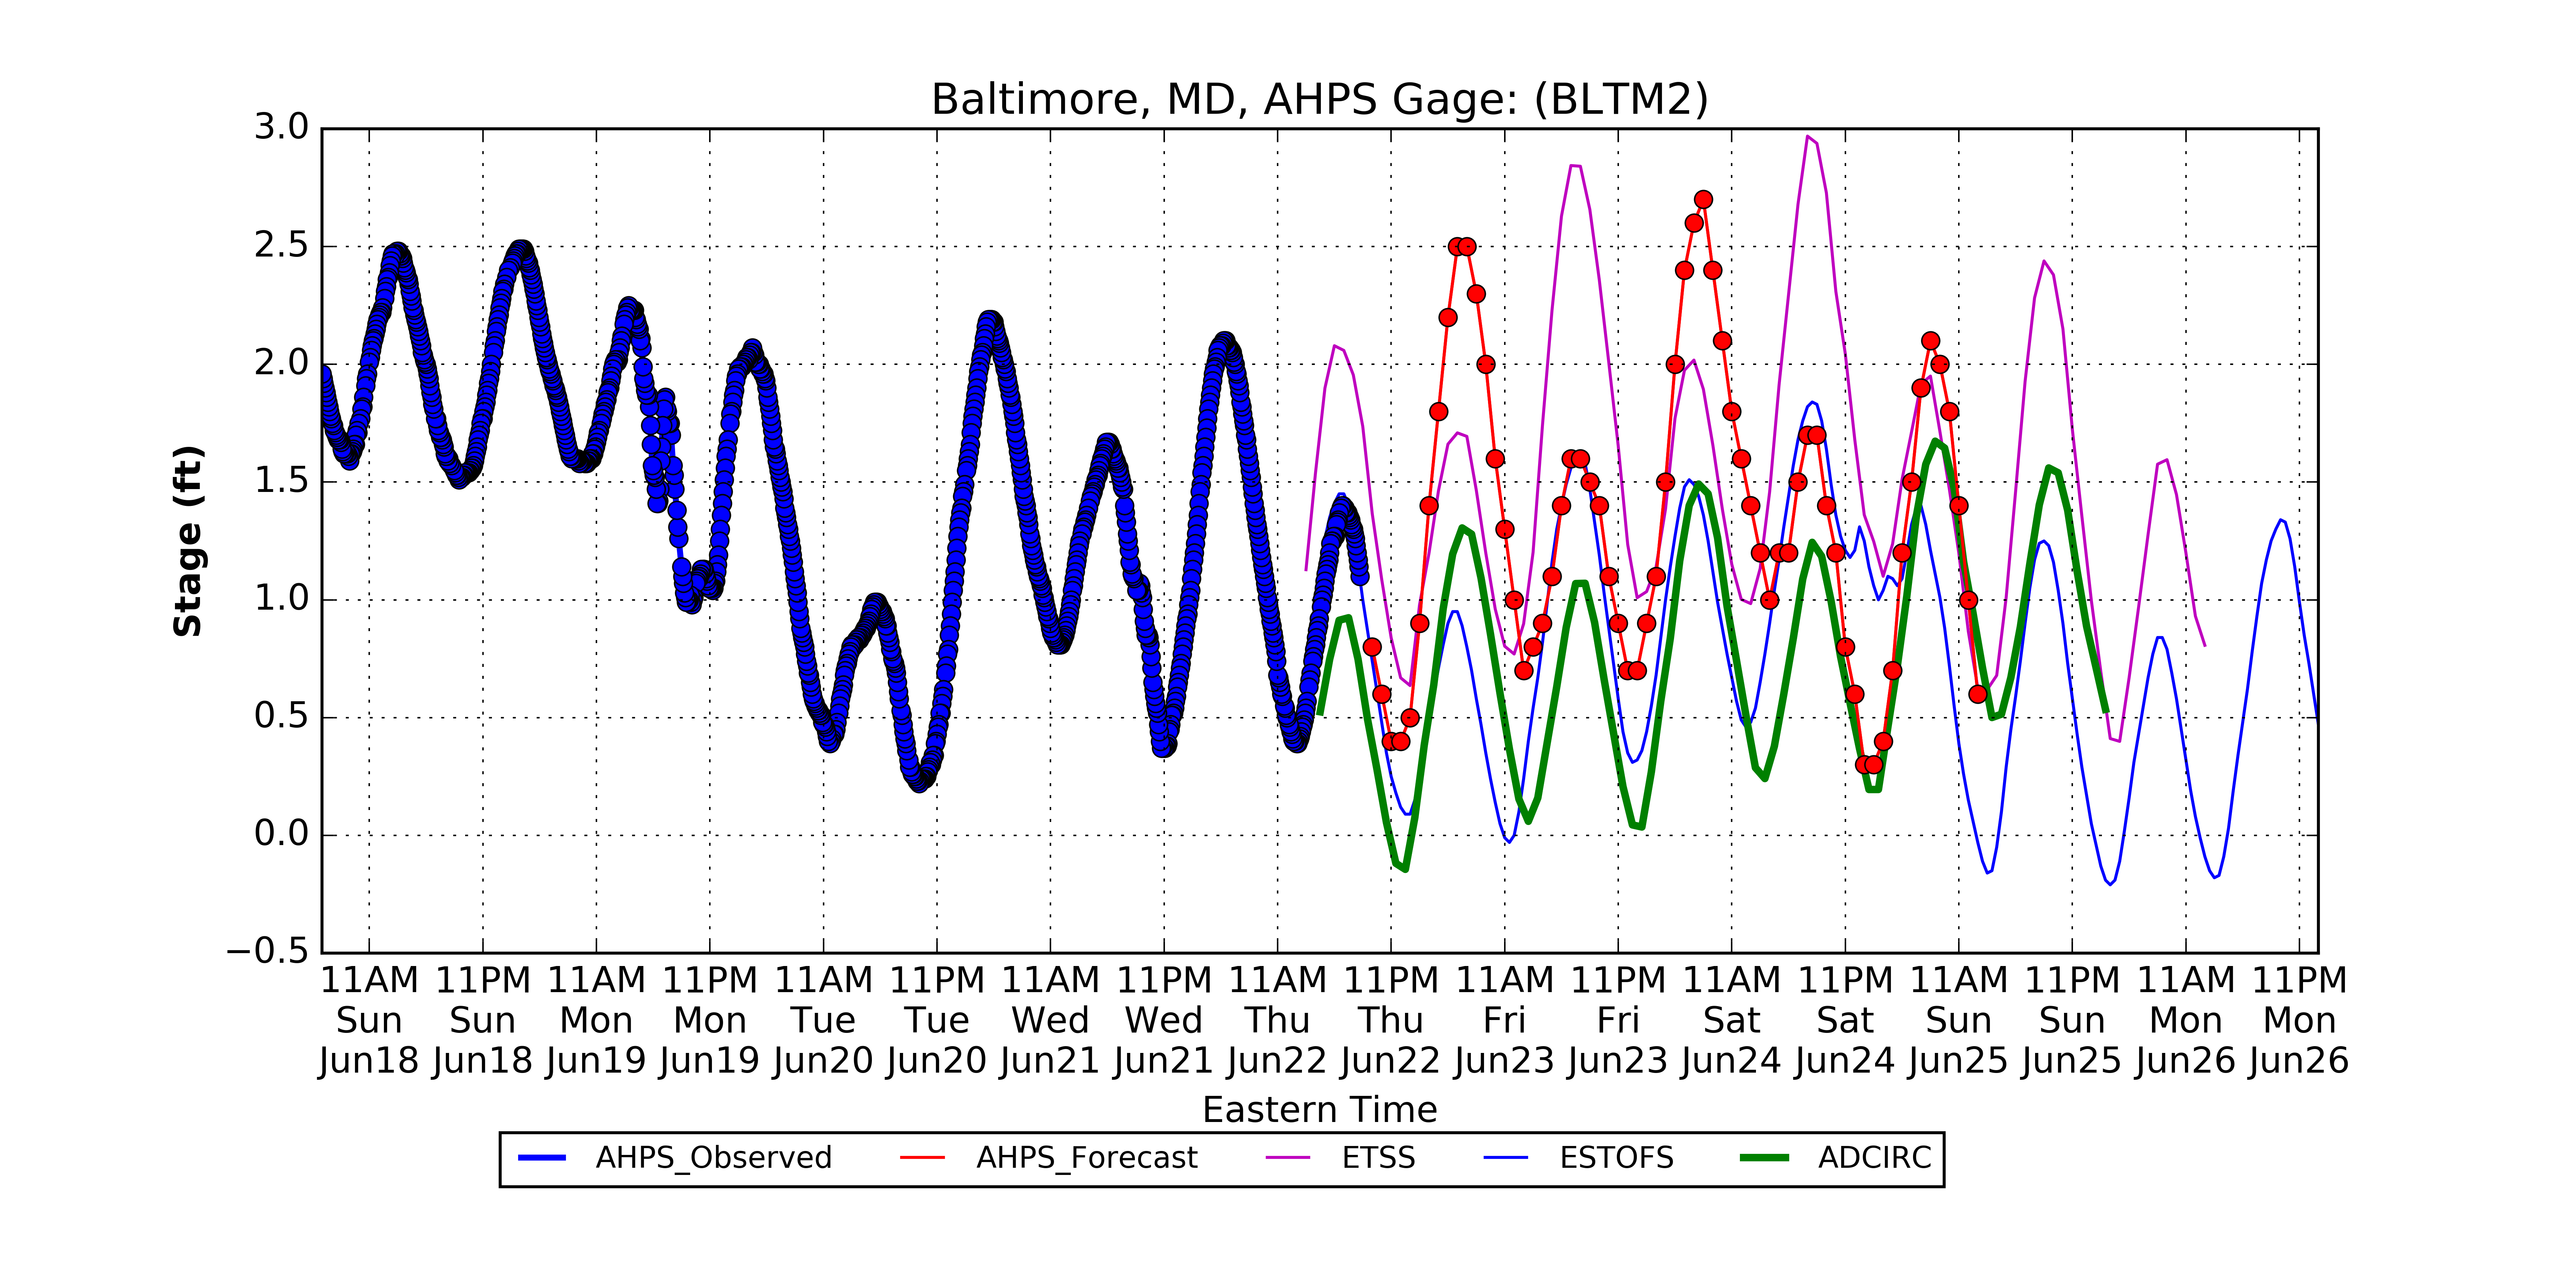 Baltimore, MD, AHPS Gage: (BLTM2)
Stage (ft)
3.0
2.5
2.0
1.5
1.0
0.5
0.0
−0.5
11AM 11PM 11AM 11PM 11AM 11PM 11AM 11PM 11AM 11PM 11AM 11PM 11AM 11PM 11AM 11PM 11AM 11PM
Sun Sun Mon Mon Tue Tue Wed Wed Thu Thu Fri Fri Sat Sat Sun Sun Mon Mon
Jun18 Jun18 Jun19 Jun19 Jun20 Jun20 Jun21 Jun21 Jun22 Jun22 Jun23 Jun23 Jun24 Jun24 Jun25 Jun25 Jun26 Jun26
Eastern Time
AHPS_Observed AHPS_Forecast ETSS ESTOFS ADCIRC